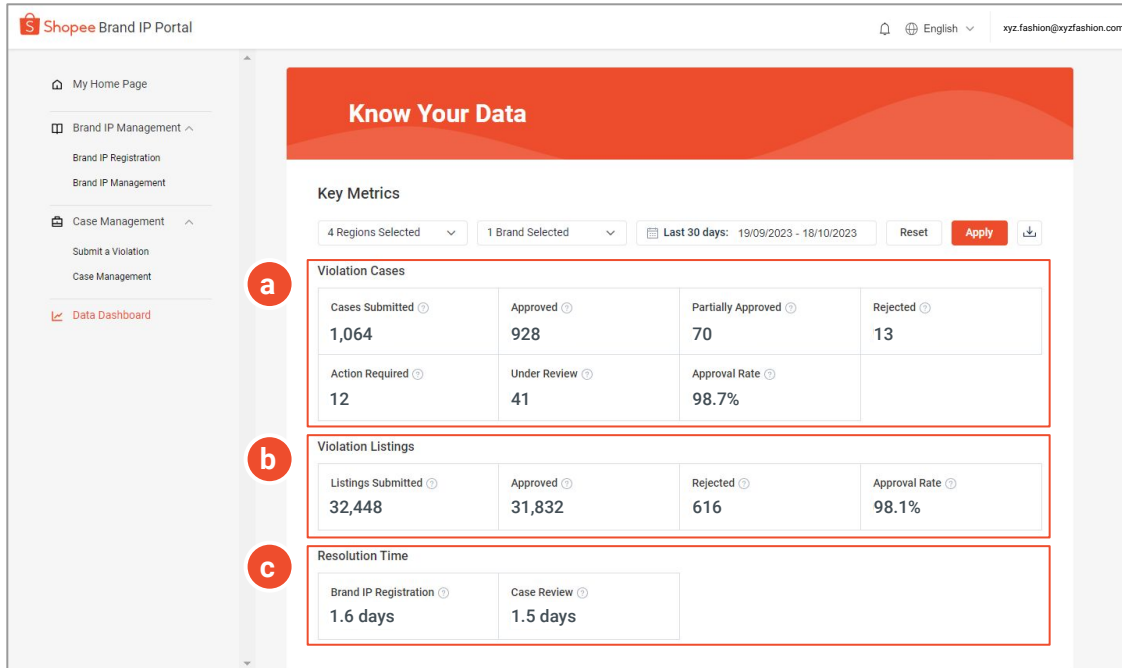 Shopee Brand IP Portal
English
xyz.fashion@xyzfashion.com
My Home Page
Brand IP Management
Brand IP Registration
Brand IP Management
Case Management
Submit a Violation
Case Management
Data Dashboard
Know Your Data
Key Metrics
4 Regions Selected
1 Brand Selected
Last 30 days: 19/09/2023 - 18/10/2023
Reset
Apply
a
Violation Cases
Cases Submitted ?
Approved ?
Partially Approved ?
Rejected ?
1,064
928
70
13
Action Required ?
Under Review ?
Approval Rate ?
12
41
98.7%
b
Violation Listings
Listings Submitted ?
Approved ?
Rejected ?
Approval Rate ?
32,448
31,832
616
98.1%
c
Resolution Time
Brand IP Registration ?
Case Review ?
1.6 days
1.5 days